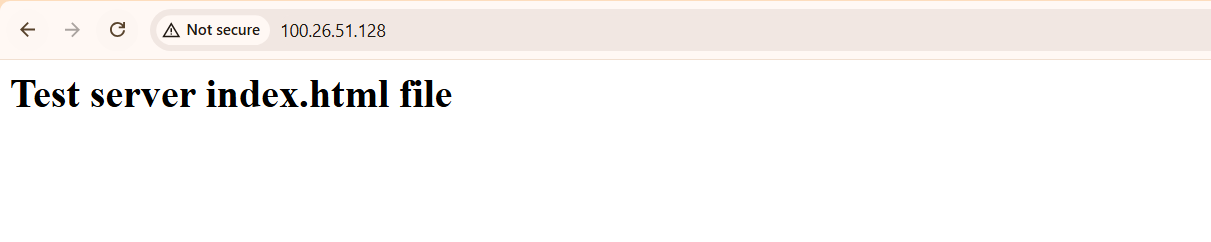 Not secure 100.26.51.128
Test server index.html file